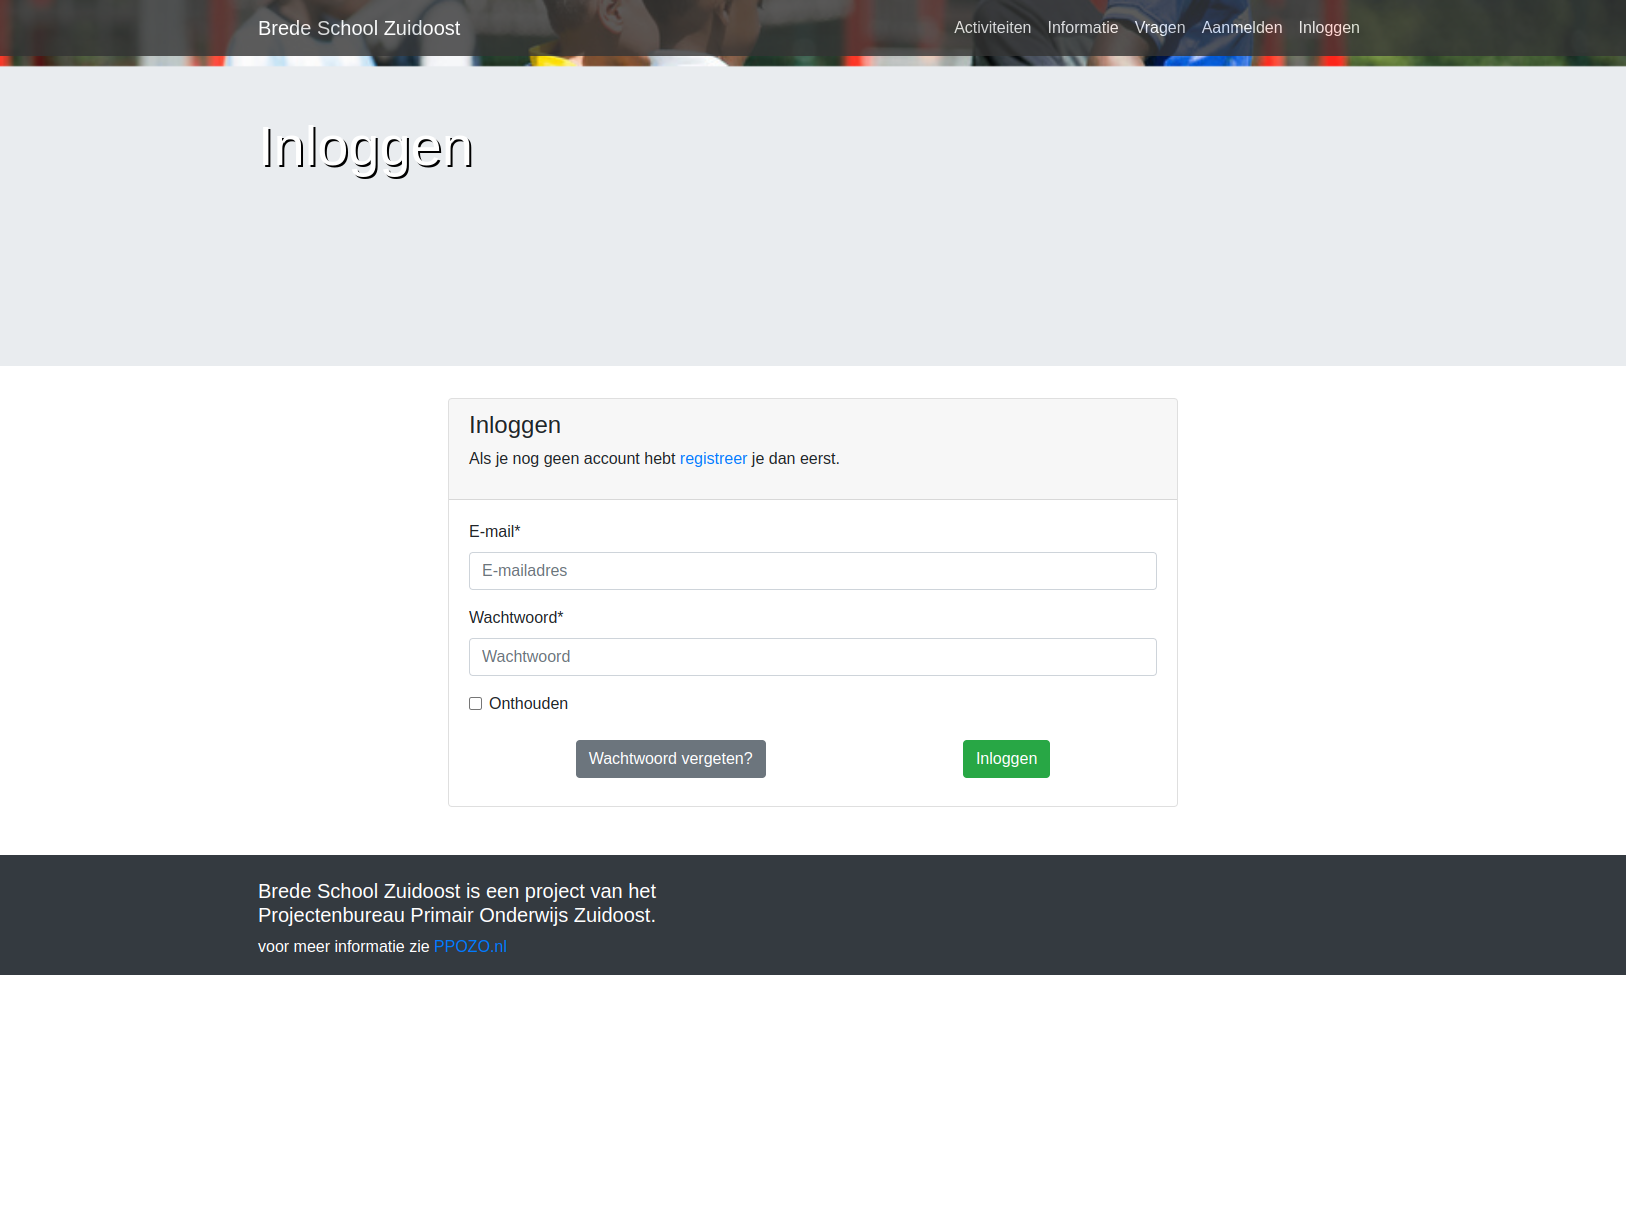 Brede School Zuidoost
Activiteiten Informatie Vragen Aanmelden Inloggen
Inloggen
Inloggen
Als je nog geen account hebt registreer je dan eerst.
E-mail*
E-mailadres
Wachtwoord*
Wachtwoord
Onthouden
Wachtwoord vergeten? Inloggen
Brede School Zuidoost is een project van het
Projectenbureau Primair Onderwijs Zuidoost.
voor meer informatie zie PPOZO.nl